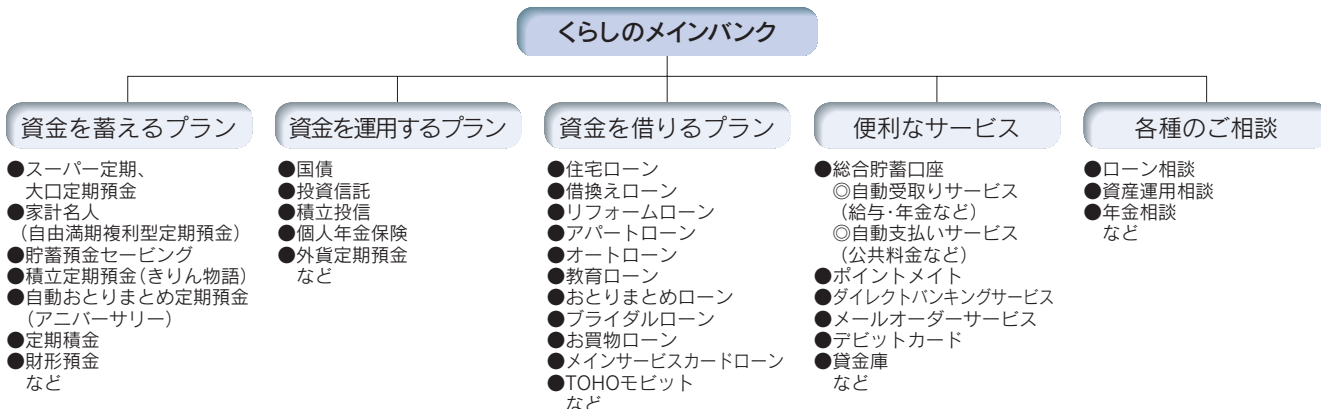 くらしのメインバンク
資金を蓄えるプラン
●スーパー定期、
大口定期預金
●家計名人
（自由満期複利型定期預金）
●貯蓄預金セービング
●積立定期預金（きりん物語）
●自動おとりまとめ定期預金
（アニバーサリー）
●定期積金
●財形預金
など
資金を運用するプラン
●国債
●投資信託
●積立投信
●個人年金保険
●外貨定期預金
など
資金を借りるプラン
●住宅ローン
●借換えローン
●リフォームローン
●アパートローン
●オートローン
●教育ローン
●おとりまとめローン
●ブライダルローン
●お買物ローン
●メインサービスカードローン
●TOHOモビット
など
便利なサービス
●総合貯蓄口座
◎自動受取りサービス
（給与・年金など）
◎自動支払いサービス
（公共料金など）
●ポイントメイト
●ダイレクトバンキングサービス
●メールオーダーサービス
●デビットカード
●貸金庫
など
各種のご相談
●ローン相談
●資産運用相談
●年金相談
など